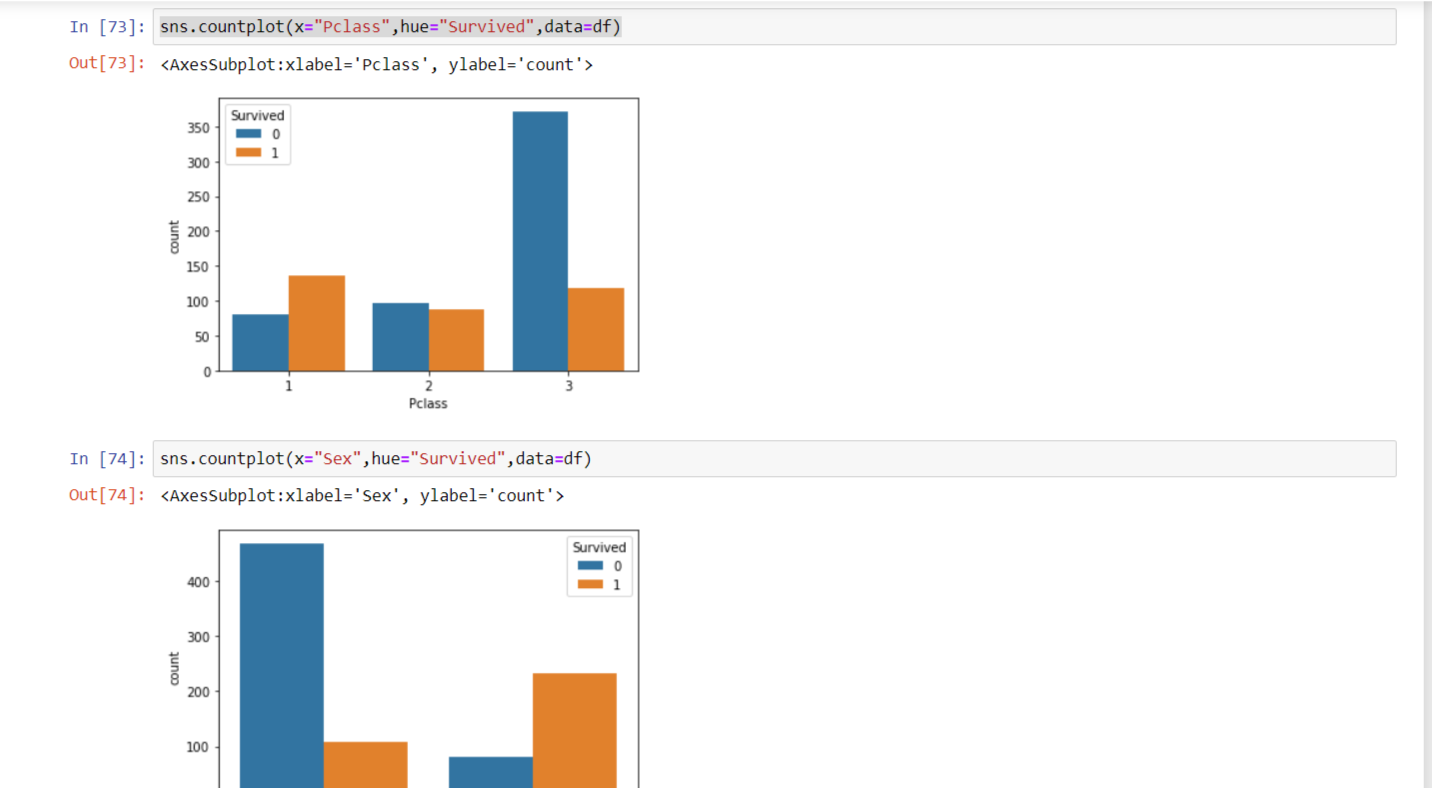 In [73]: sns.countplot(x="Pclass",hue="Survived",data=df)
Out[73]: <AxesSubplot:xlabel='Pclass', ylabel='count'>
Survived
0
1
350
300
250
200
150
100
50
0
count
1 2 3
Pclass
In [74]: sns.countplot(x="Sex",hue="Survived",data=df)
Out[74]: <AxesSubplot:xlabel='Sex', ylabel='count'>
Survived
0
1
400
300
200
100
count